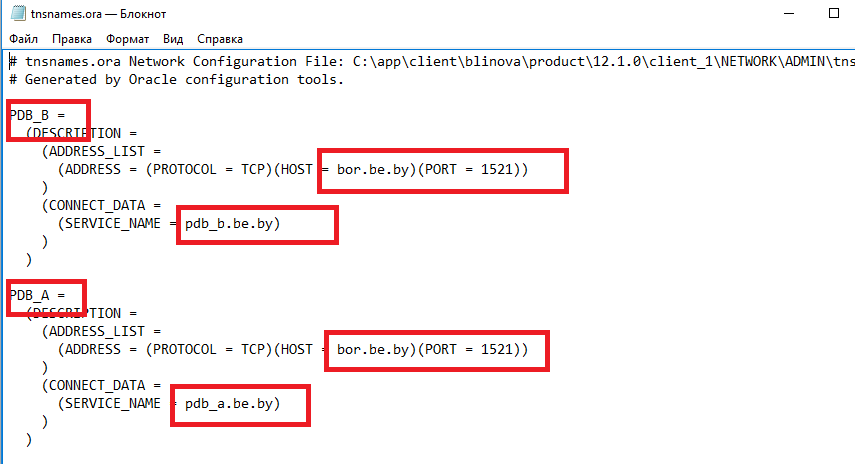 tnsnames.ora — Блокнот
Файл Правка Формат Вид Справка
# tnsnames.ora Network Configuration File: C:\app\client\blinova\product\12.1.0\client_1\NETWORK\ADMIN\tns
# Generated by Oracle configuration tools.
PDB_B =
(DESCRIPTION =
(ADDRESS_LIST =
(ADDRESS = (PROTOCOL = TCP)(HOST = bor.be.by)(PORT = 1521))
)
(CONNECT_DATA =
(SERVICE_NAME = pdb_b.be.by)
)
)
PDB_A =
(DESCRIPTION =
(ADDRESS_LIST =
(ADDRESS = (PROTOCOL = TCP)(HOST = bor.be.by)(PORT = 1521))
)
(CONNECT_DATA =
(SERVICE_NAME = pdb_a.be.by)
)
)